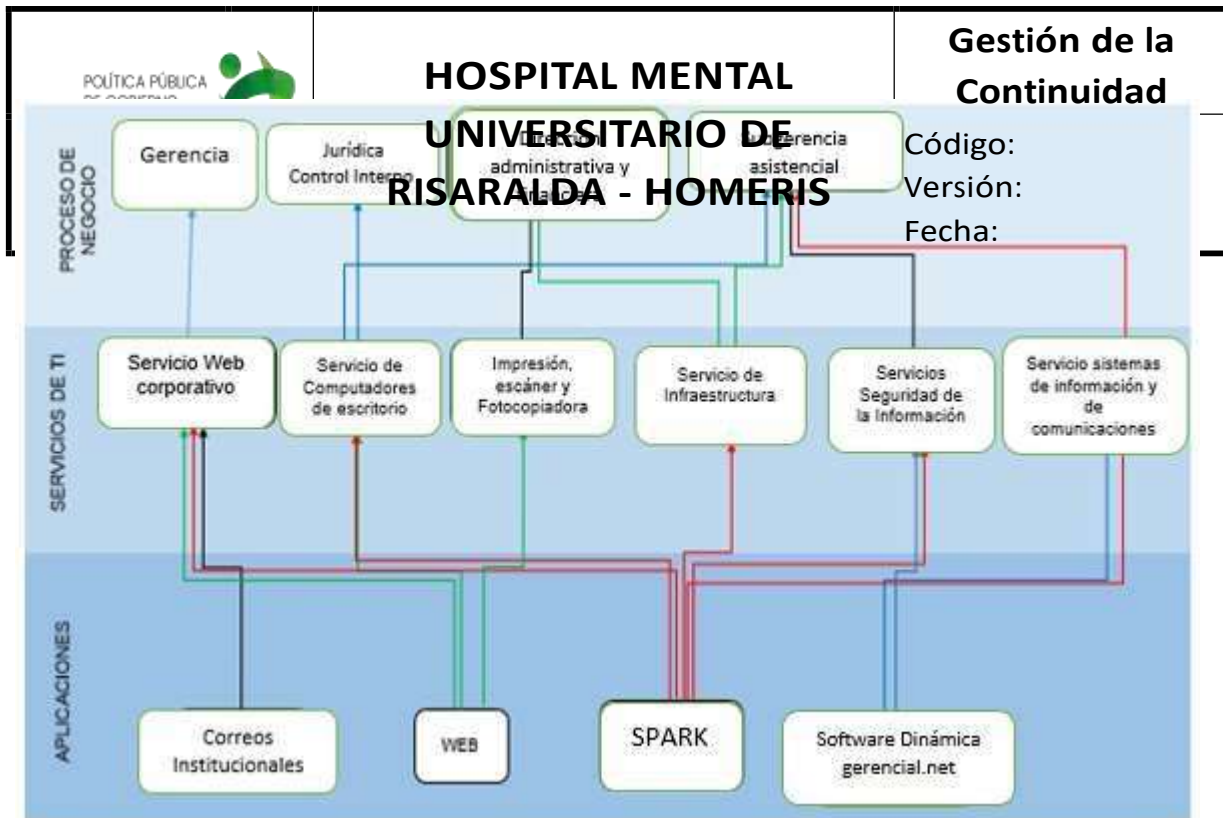 POLÍTICA PÚBLICA
HOSPITAL MENTAL
UNIVERSITARIO DE
RISARALDA - HOMERIS
Gestión de la
Continuidad
Código:
Versión:
Fecha:
PROCESO DE
NEGOCIO
Gerencia
Jurídica
Control Interno
Dirección
administrativa y
financiera
Subgerencia
asistencial
SERVICIOS DE TI
Servicio Web
corporativo
Servicio de
Computadores
de escritorio
Impresión,
escáner y
Fotocopiadora
Servicio de
Infraestructura
Servicios
Seguridad de
la Información
Servicio sistemas
de información y
de
comunicaciones
APLICACIONES
Correos
Institucionales
WEB
SPARK
Software Dinámica
gerencial.net